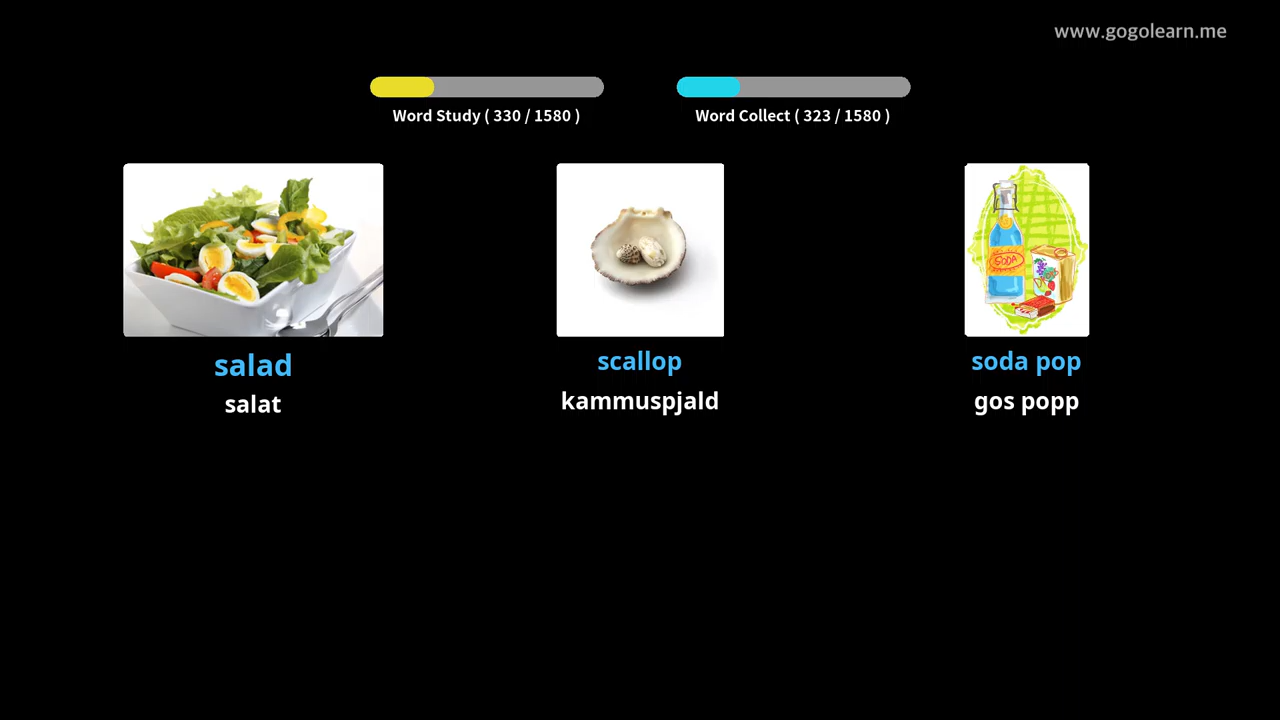 www.gogolearn.me
Word Study ( 330 / 1580 )
Word Collect ( 323 / 1580 )
SODA
salad
scallop
soda pop
salat
kammuspjald
gos popp